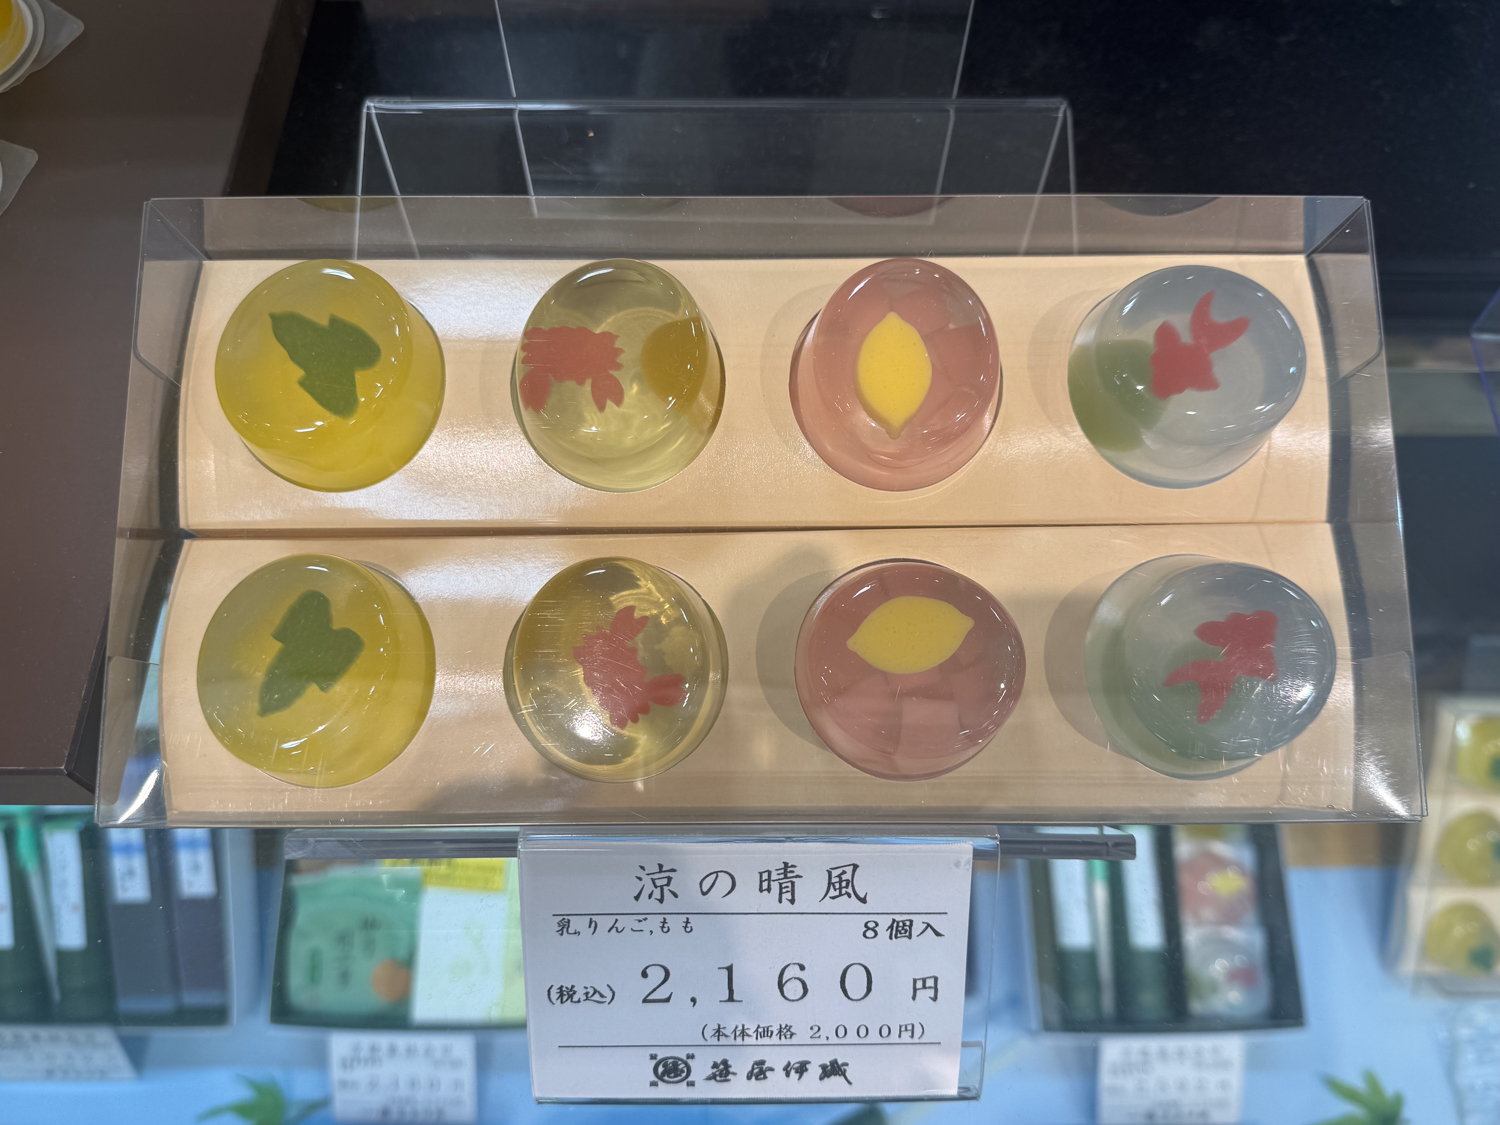 涼の晴風
乳,りんご,もも
8個入
(税込) 2,160 円
(本体価格 2,000円)
笹屋伊織